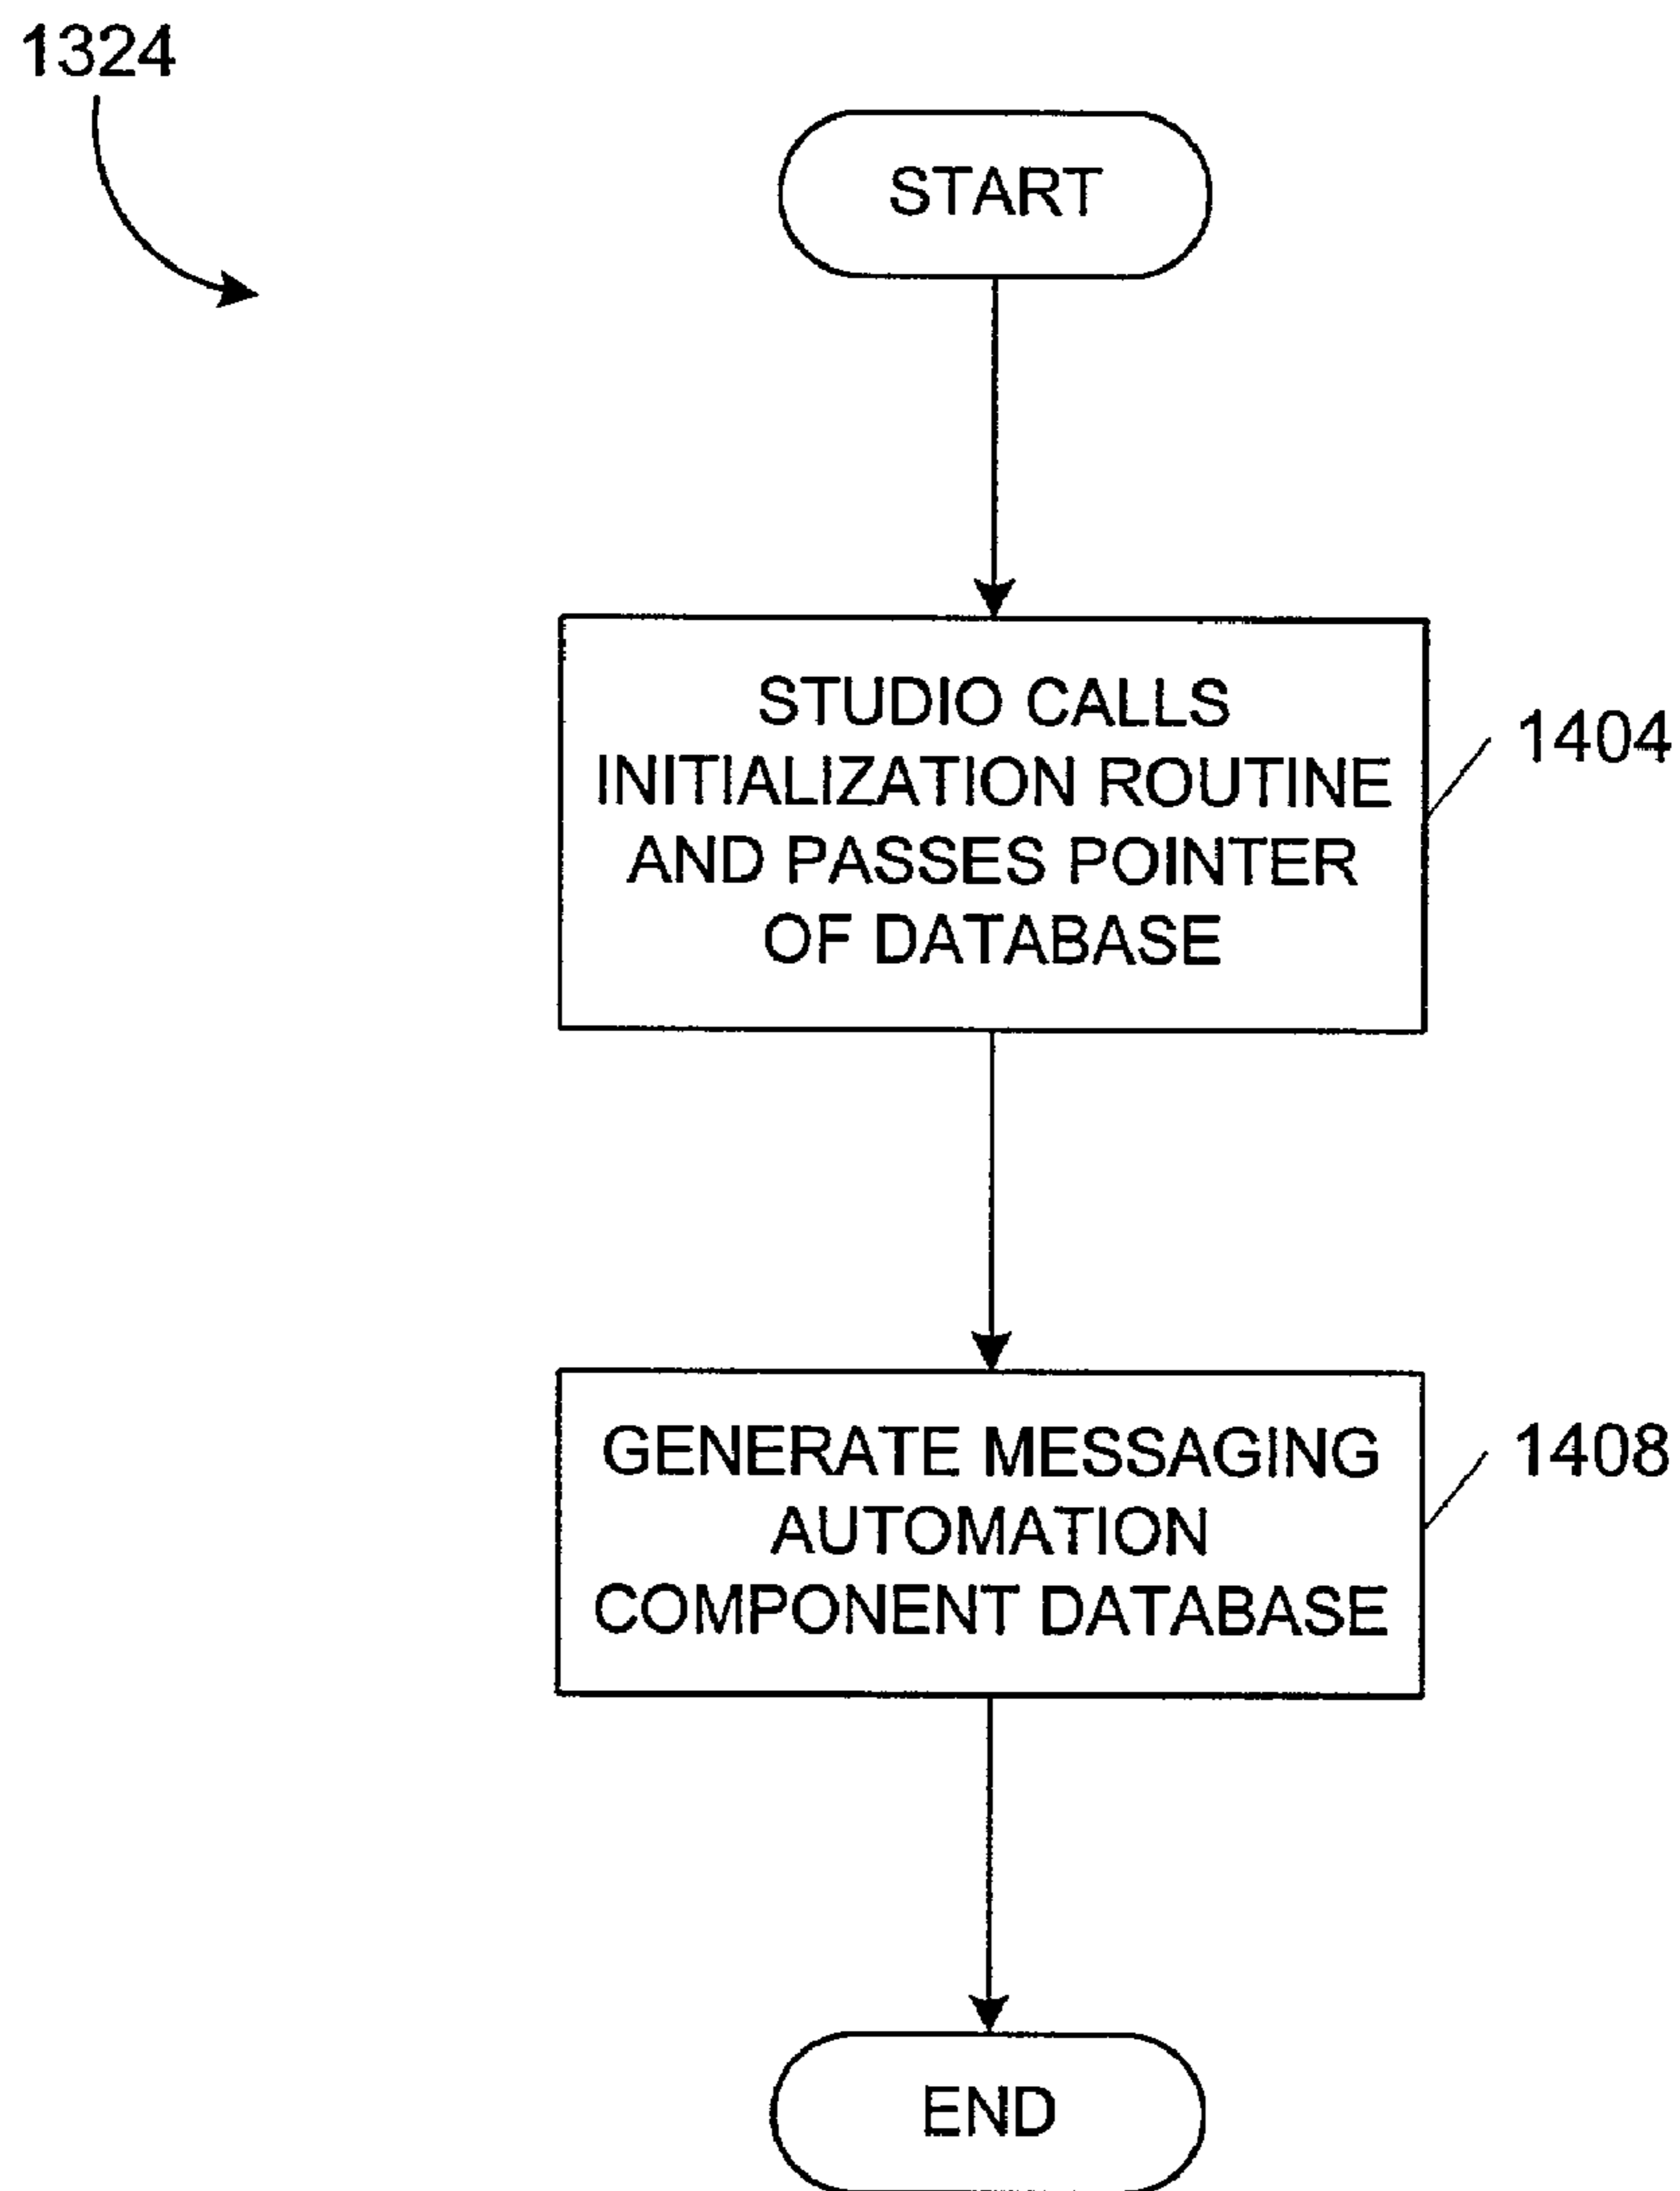 1324
START
STUDIO CALLS
INITIALIZATION ROUTINE
AND PASSES POINTER
OF DATABASE
1404
GENERATE MESSAGING
AUTOMATION
COMPONENT DATABASE
1408
END